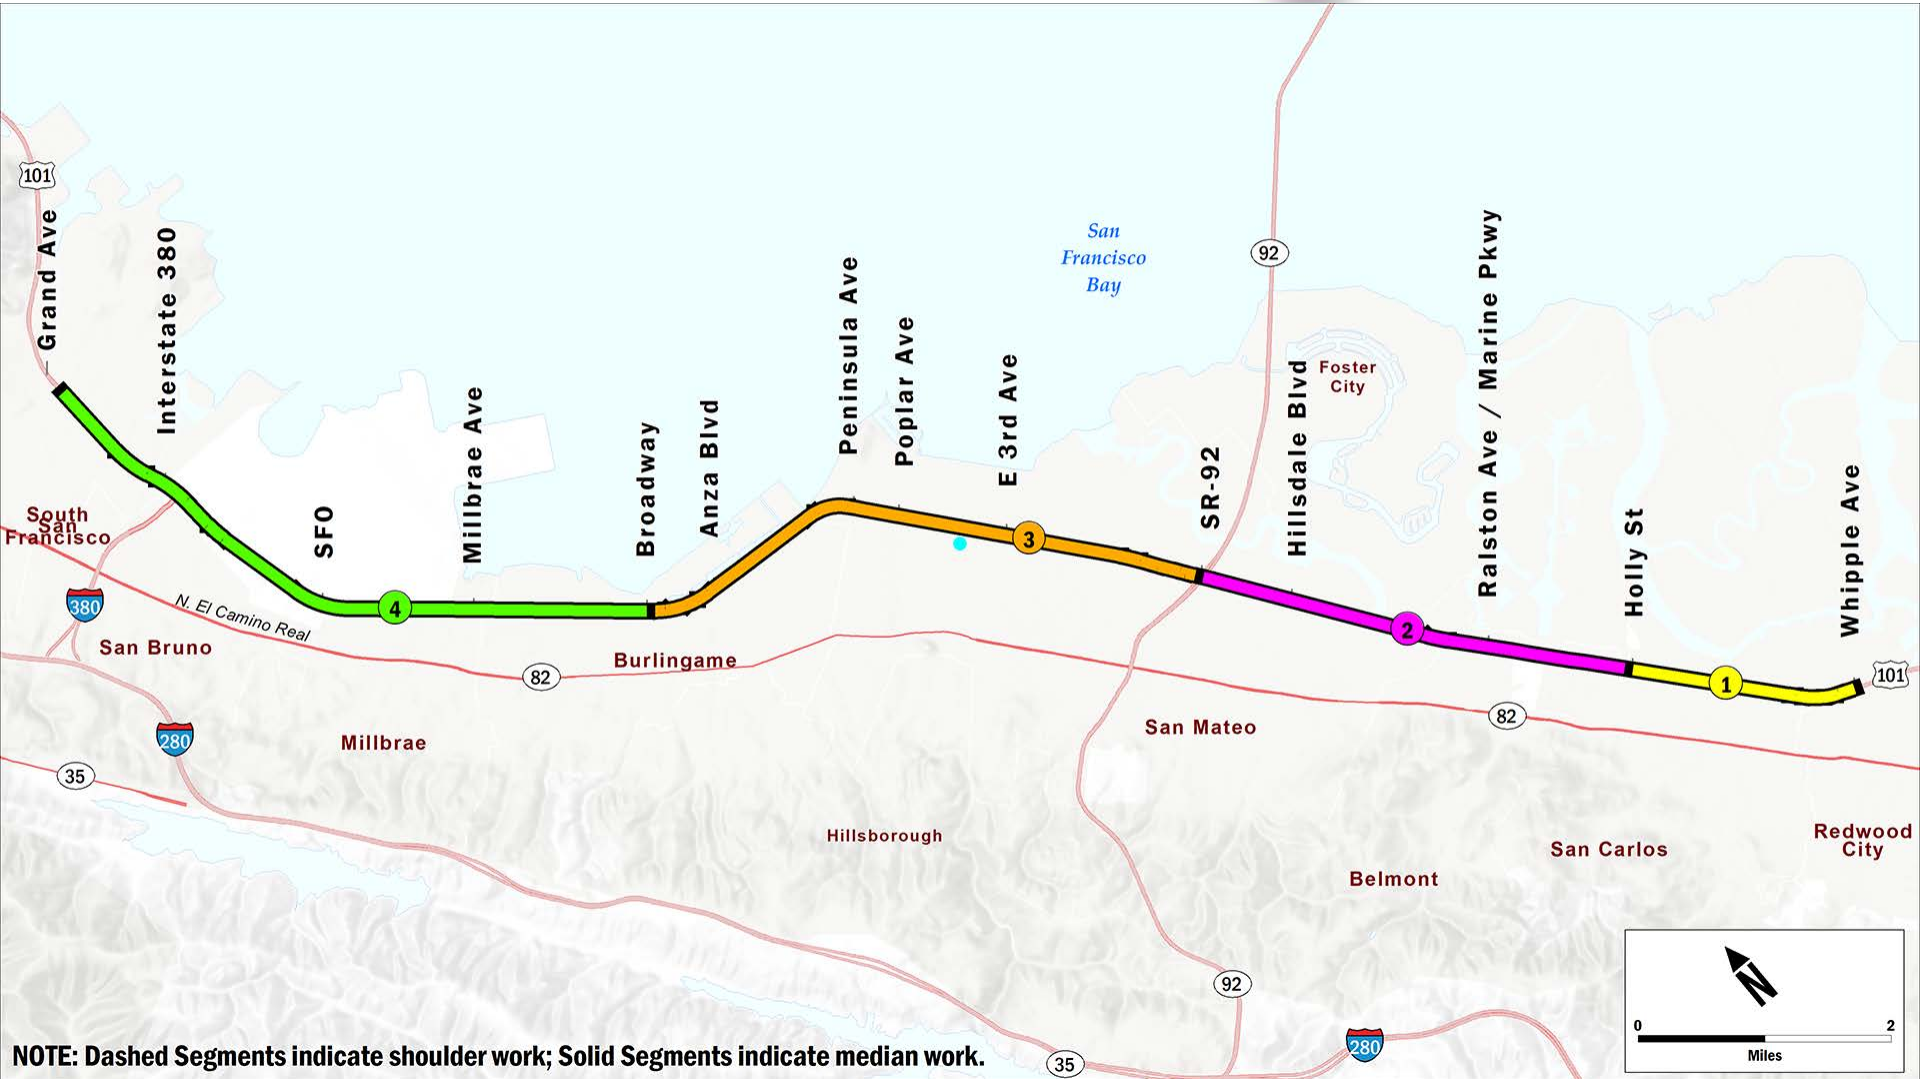 101
Grand Ave
Interstate 380
SFO
Millbrae Ave
Broadway
Anza Blvd
Peninsula Ave
Poplar Ave
E 3rd Ave
San
Francisco
Bay
92
SR-92
Hillsdale Blvd
Foster
City
Ralston Ave / Marine Pkwy
Holly St
Whipple Ave
101
4
3
2
1
South
San
Francisco
380
N. El Camino Real
San Bruno
82
Burlingame
82
280
35
Millbrae
San Mateo
Hillsborough
Belmont
San Carlos
Redwood
City
92
280
35
N
0
2
Miles
NOTE: Dashed Segments indicate shoulder work; Solid Segments indicate median work.